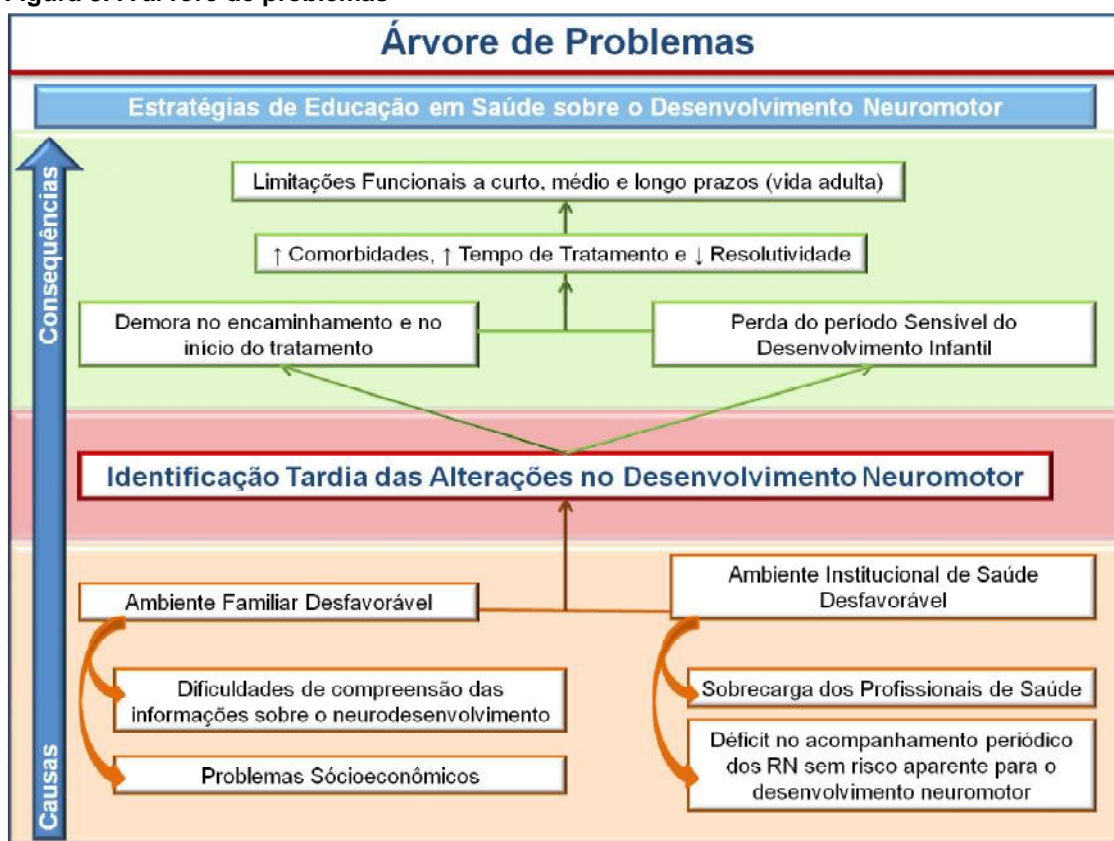 árvore de problemas
Árvore de Problemas
Estratégias de Educação em Saúde sobre o Desenvolvimento Neuromotor
Consequências
Limitações Funcionais a curto, médio e longo prazos (vida adulta)
↑ Comorbidades, ↑ Tempo de Tratamento e ↓ Resolutividade
Demora no encaminhamento e no
início do tratamento
Perda do período Sensível do
Desenvolvimento Infantil
Identificação Tardia das Alterações no Desenvolvimento Neuromotor
Causas
Ambiente Familiar Desfavorável
Ambiente Institucional de Saúde
Desfavorável
Dificuldades de compreensão das
informações sobre o neurodesenvolvimento
Problemas Sócioeconômicos
Sobrecarga dos Profissionais de Saúde
Déficit no acompanhamento periódico
dos RN sem risco aparente para o
desenvolvimento neuromotor